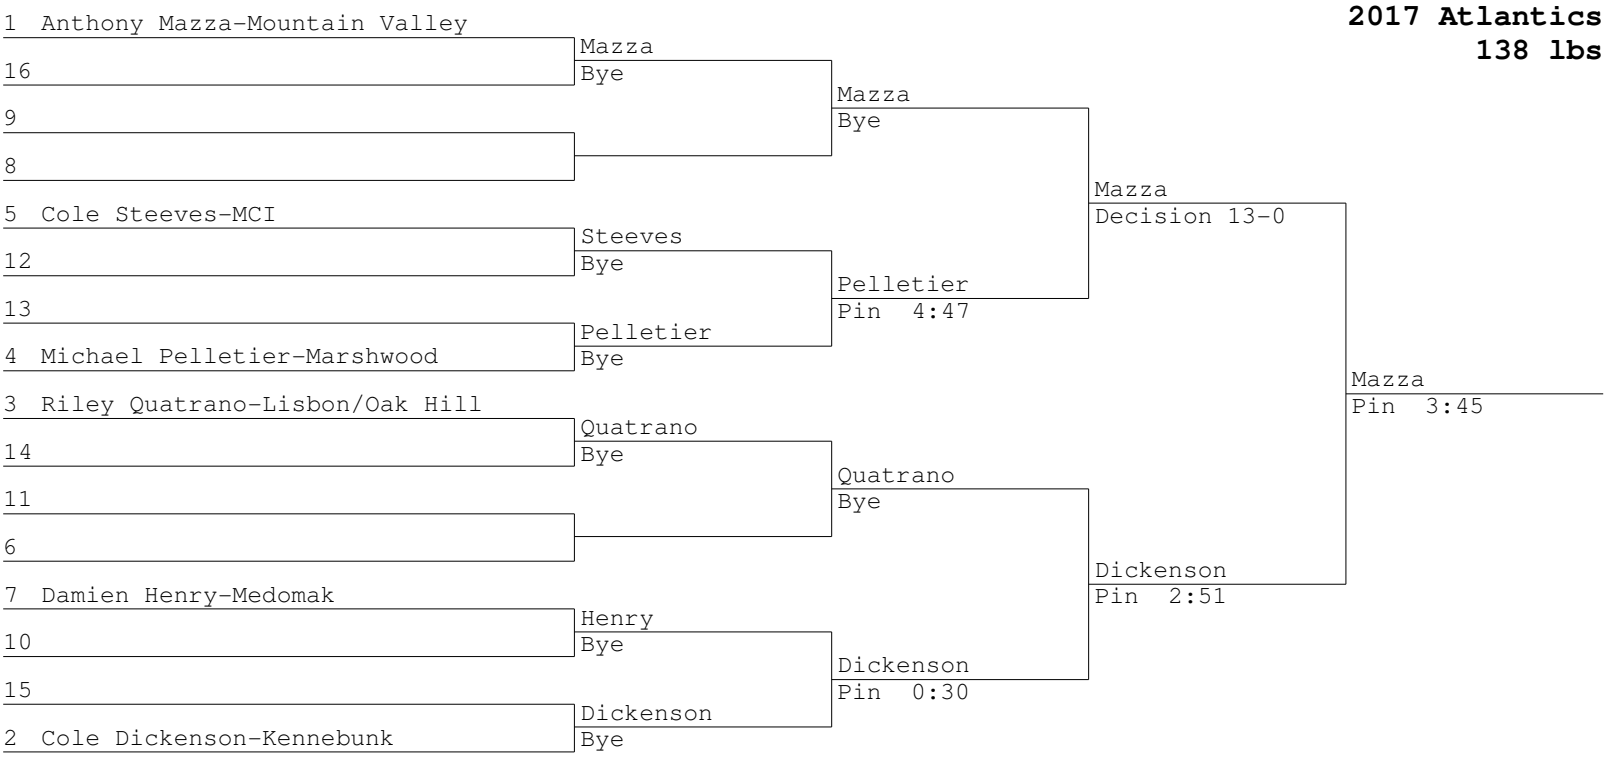 2017 Atlantics
138 lbs
1 Anthony Mazza-Mountain Valley
16
9
8
5 Cole Steeves-MCI
12
13
4 Michael Pelletier-Marshwood
3 Riley Quatrano-Lisbon/Oak Hill
14
11
6
7 Damien Henry-Medomak
10
15
2 Cole Dickenson-Kennebunk
Mazza
Bye
Steeves
Bye
Pelletier
Bye
Quatrano
Bye
Henry
Bye
Dickenson
Bye
Mazza
Bye
Pelletier
Pin 4:47
Quatrano
Bye
Dickenson
Pin 0:30
Mazza
Decision 13-0
Dickenson
Pin 2:51
Mazza
Pin 3:45